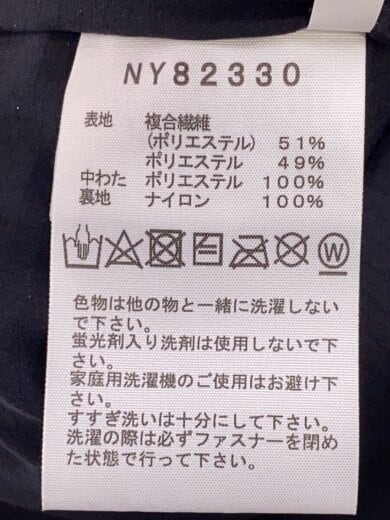 NY82330
表地 複合繊維
(ポリエステル) 51%
ポリエステル 49%
中わた ポリエステル 100%
裏地 ナイロン 100%
W
色物は他の物と一緒に洗濯しない
で下さい。
蛍光剤入り洗剤は使用しないで下
さい。
家庭用洗濯機のご使用はお避け下
さい。
すすぎ洗いは十分にして下さい。
洗濯の際は必ずファスナーを閉め
た状態で行って下さい。